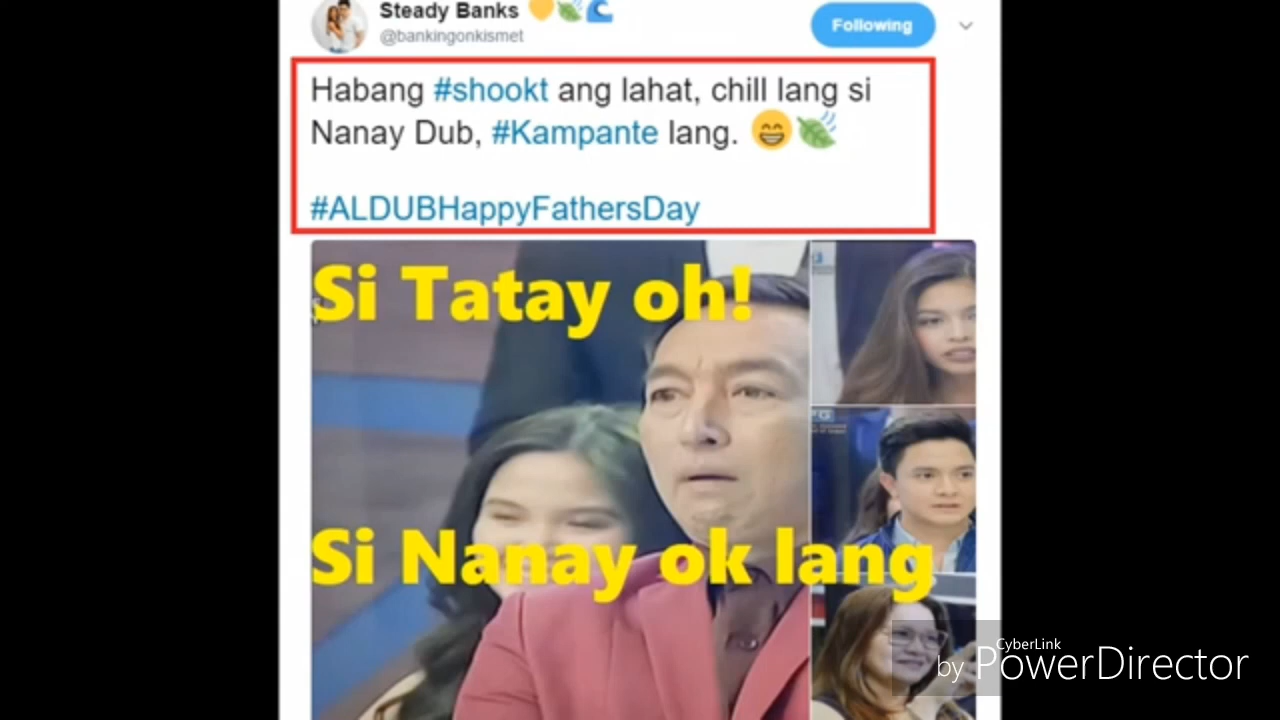 Steady Banks 💛🍃🌊
@bankingonkismet
Following
Habang #shookt ang lahat, chill lang si
Nanay Dub, #Kampante lang. 😄🍃
#ALDUBHappyFathersDay
Si Tatay oh!
Si Nanay ok lang
CyberLink
by PowerDirector